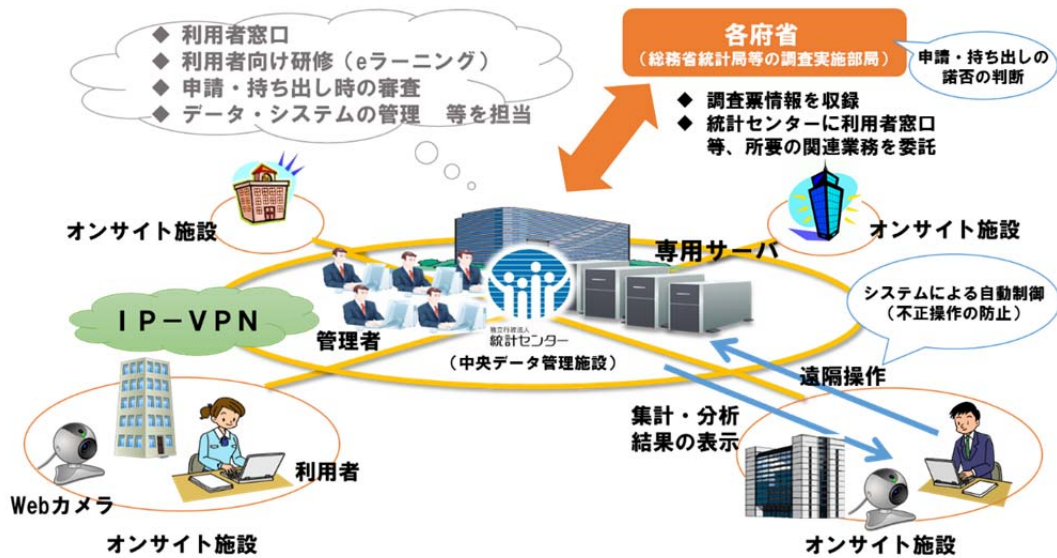 ◆ 利用者窓口
◆ 利用者向け研修（eラーニング）
◆ 申請・持ち出し時の審査
◆ データ・システムの管理　等を担当
各府省
（総務省統計局等の調査実施部局）
申請・持ち出しの
諾否の判断
◆ 調査票情報を収録
◆ 統計センターに利用者窓口
等、所要の関連業務を委託
オンサイト施設
オンサイト施設
専用サーバ
システムによる自動制御
（不正操作の防止）
IP-VPN
管理者
独立行政法人
統計センター
（中央データ管理施設）
遠隔操作
集計・分析
結果の表示
利用者
Webカメラ
オンサイト施設
オンサイト施設